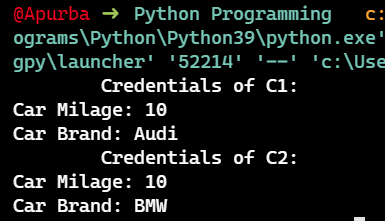 @Apurba ➜ Python Programming c:
ograms\Python\Python39\python.exe'
gpy\launcher' '52214' '--' 'c:\Use
Credentials of C1:
Car Milage: 10
Car Brand: Audi
Credentials of C2:
Car Milage: 10
Car Brand: BMW